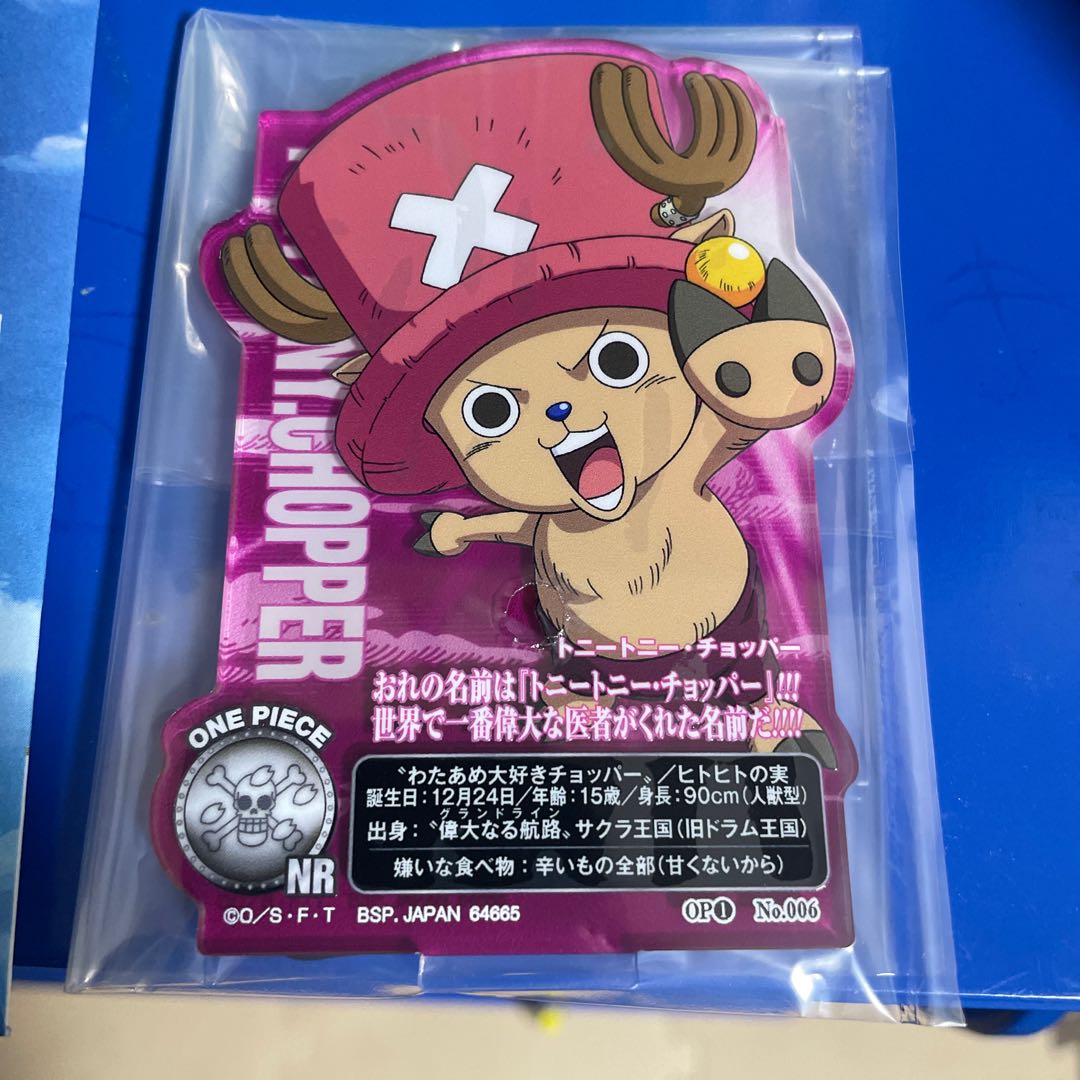 NY.CHOPPER
トニートニー・チョッパー
おれの名前は『トニートニー・チョッパー』!!!
世界で一番偉大な医者がくれた名前だ!!!!
ONE PIECE
NR
〝わたあめ大好きチョッパー〟/ヒトヒトの実
誕生日:12月24日/年齢:15歳/身長:90cm(人獣型)
グランドライン
出身:〝偉大なる航路〟サクラ王国(旧ドラム王国)
嫌いな食べ物:辛いもの全部(甘くないから)
©O/S・F・T BSP. JAPAN 64665
OP❶ No.006